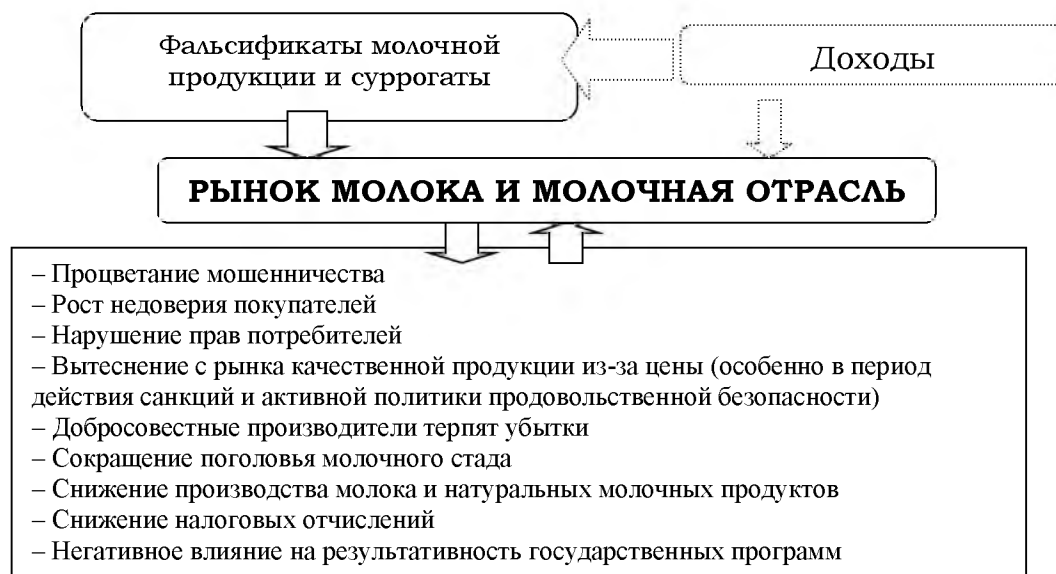 Фальсификаты молочной
продукции и суррогаты
Доходы
РЫНОК МОЛОКА И МОЛОЧНАЯ ОТРАСЛЬ
– Процветание мошенничества
– Рост недоверия покупателей
– Нарушение прав потребителей
– Вытеснение с рынка качественной продукции из-за цены (особенно в период
действия санкций и активной политики продовольственной безопасности)
– Добросовестные производители терпят убытки
– Сокращение поголовья молочного стада
– Снижение производства молока и натуральных молочных продуктов
– Снижение налоговых отчислений
– Негативное влияние на результативность государственных программ